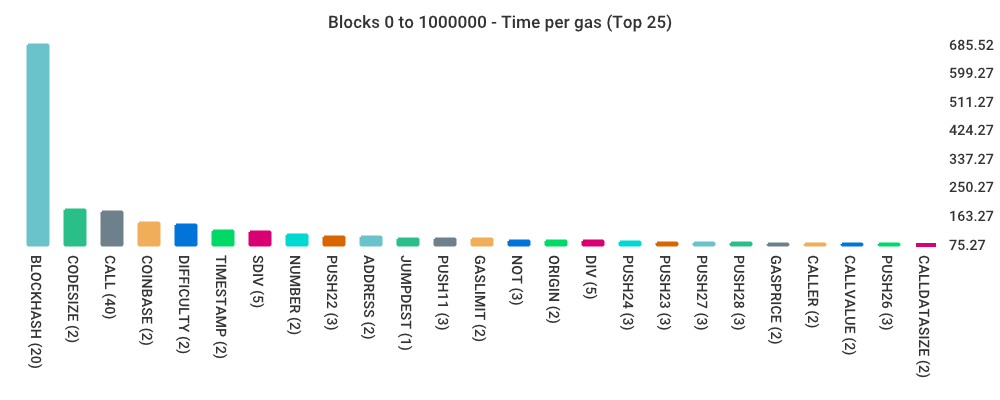 Blocks 0 to 1000000 - Time per gas (Top 25)
685.52
599.27
511.27
424.27
337.27
250.27
163.27
75.27
BLOCKHASH (20)
CODESIZE (2)
CALL (40)
COINBASE (2)
DIFFICULTY (2)
TIMESTAMP (2)
SDIV (5)
NUMBER (2)
PUSH22 (3)
ADDRESS (2)
JUMPDEST (1)
PUSH11 (3)
GASLIMIT (2)
NOT (3)
ORIGIN (2)
DIV (5)
PUSH24 (3)
PUSH23 (3)
PUSH27 (3)
PUSH28 (3)
GASPRICE (2)
CALLER (2)
CALLVALUE (2)
PUSH26 (3)
CALLDATASIZE (2)